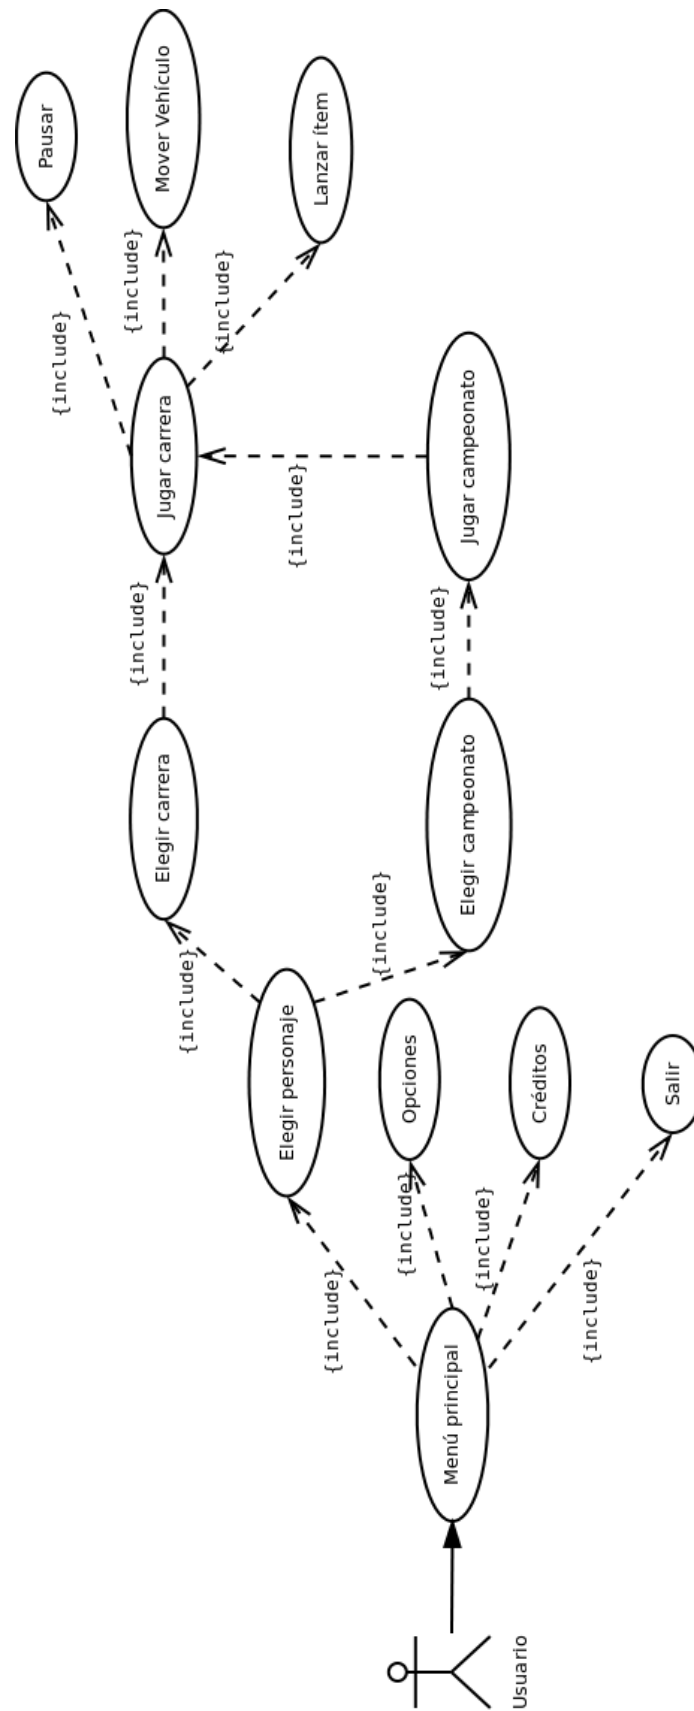 Usuario
Menú principal
{include}
{include}
{include}
{include}
Elegir personaje
Opciones
Créditos
Salir
{include}
{include}
Elegir carrera
Elegir campeonato
{include}
{include}
Jugar carrera
Jugar campeonato
{include}
{include}
{include}
{include}
Pausar
Mover Vehículo
Lanzar ítem